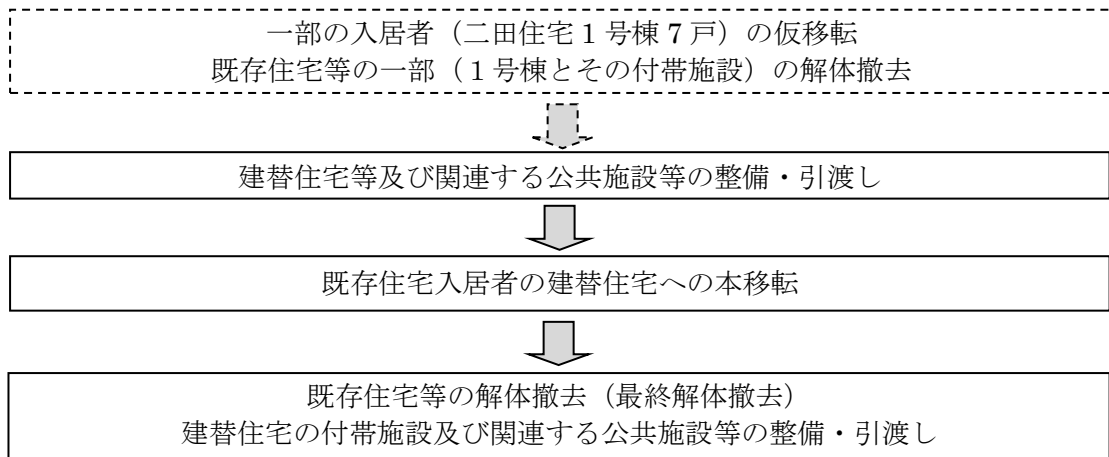 一部の入居者（二田住宅１号棟 7 戸）の仮移転
既存住宅等の一部（１号棟とその付帯施設）の解体撤去
建替住宅等及び関連する公共施設等の整備・引渡し
既存住宅入居者の建替住宅への本移転
既存住宅等の解体撤去（最終解体撤去）
建替住宅の付帯施設及び関連する公共施設等の整備・引渡し